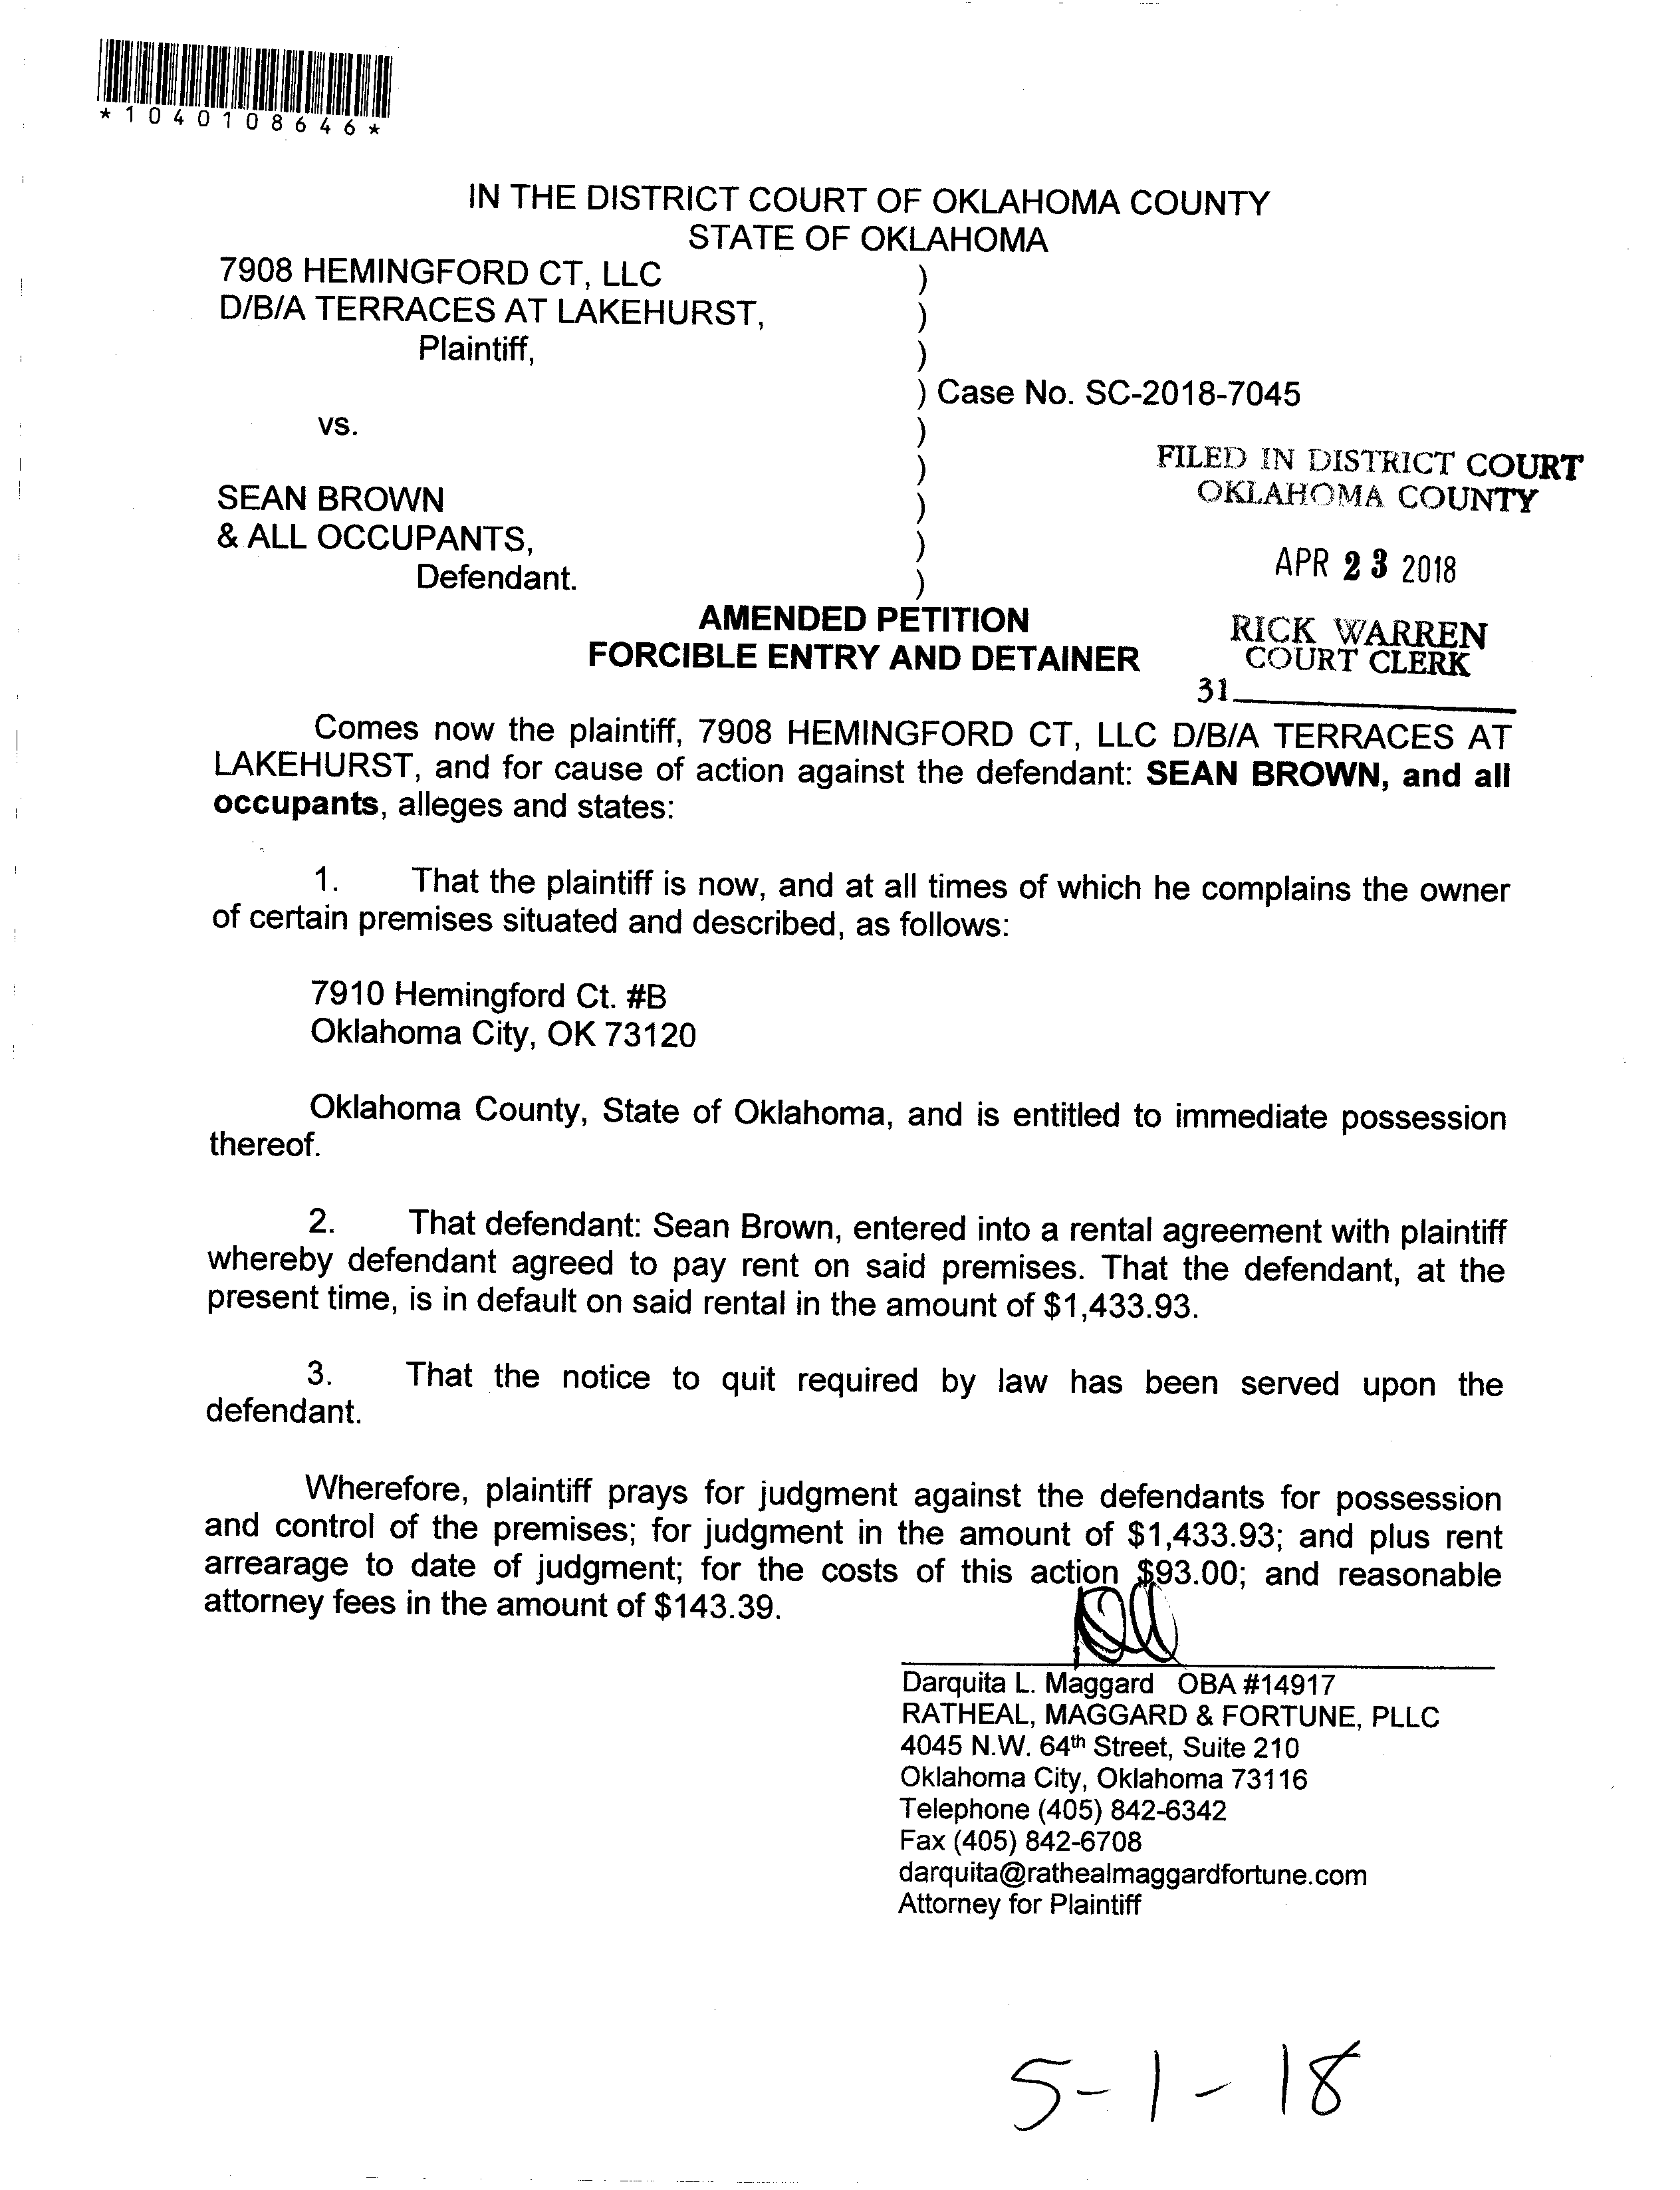 *1040108646*
IN THE DISTRICT COURT OF OKLAHOMA COUNTY
STATE OF OKLAHOMA
7908 HEMINGFORD CT, LLC )
D/B/A TERRACES AT LAKEHURST, )
Plaintiff, )
) Case No. SC-2018-7045
vs. )
)
SEAN BROWN )
& ALL OCCUPANTS, )
Defendant. )
FILED IN DISTRICT COURT
OKLAHOMA COUNTY
APR 23 2018
RICK WARREN
COURT CLERK
31
AMENDED PETITION
FORCIBLE ENTRY AND DETAINER
Comes now the plaintiff, 7908 HEMINGFORD CT, LLC D/B/A TERRACES AT
LAKEHURST, and for cause of action against the defendant: SEAN BROWN, and all
occupants, alleges and states:
1. That the plaintiff is now, and at all times of which he complains the owner
of certain premises situated and described, as follows:
7910 Hemingford Ct. #B
Oklahoma City, OK 73120
Oklahoma County, State of Oklahoma, and is entitled to immediate possession
thereof.
2. That defendant: Sean Brown, entered into a rental agreement with plaintiff
whereby defendant agreed to pay rent on said premises. That the defendant, at the
present time, is in default on said rental in the amount of $1,433.93.
3. That the notice to quit required by law has been served upon the
defendant.
Wherefore, plaintiff prays for judgment against the defendants for possession
and control of the premises; for judgment in the amount of $1,433.93; and plus rent
arrearage to date of judgment; for the costs of this action $93.00; and reasonable
attorney fees in the amount of $143.39.
Darquita L. Maggard OBA #14917
RATHEAL, MAGGARD & FORTUNE, PLLC
4045 N.W. 64th Street, Suite 210
Oklahoma City, Oklahoma 73116
Telephone (405) 842-6342
Fax (405) 842-6708
darquita@rathealmaggardfortune.com
Attorney for Plaintiff
5-1-18